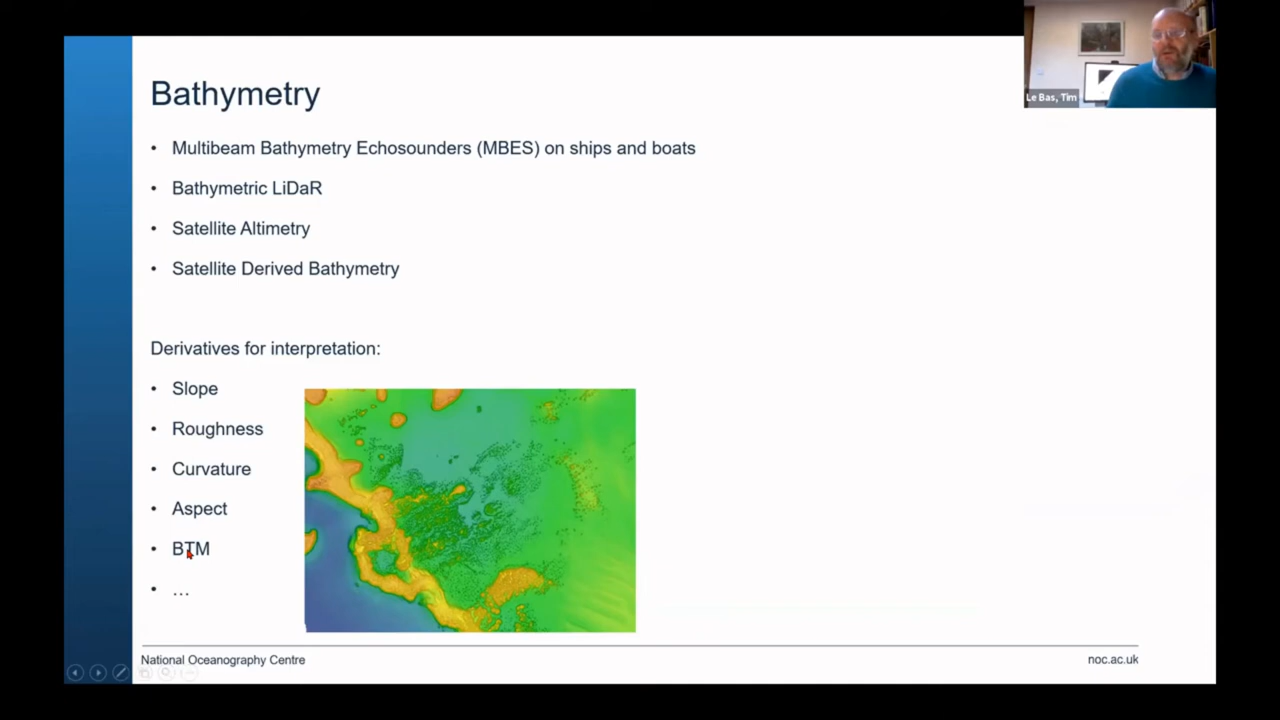 Le Bas, Tim
Bathymetry
• Multibeam Bathymetry Echosounders (MBES) on ships and boats
• Bathymetric LiDaR
• Satellite Altimetry
• Satellite Derived Bathymetry
Derivatives for interpretation:
• Slope
• Roughness
• Curvature
• Aspect
• BTM
• ...
National Oceanography Centre
noc.ac.uk